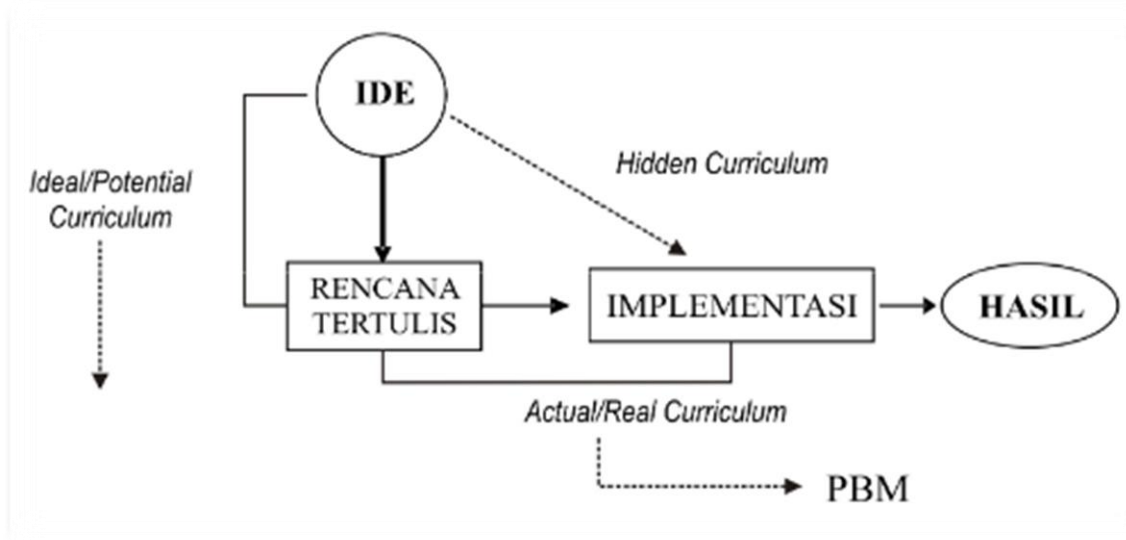 IDE
Hidden Curriculum
Ideal/Potential
Curriculum
RENCANA
TERTULIS
IMPLEMENTASI
HASIL
Actual/Real Curriculum
PBM